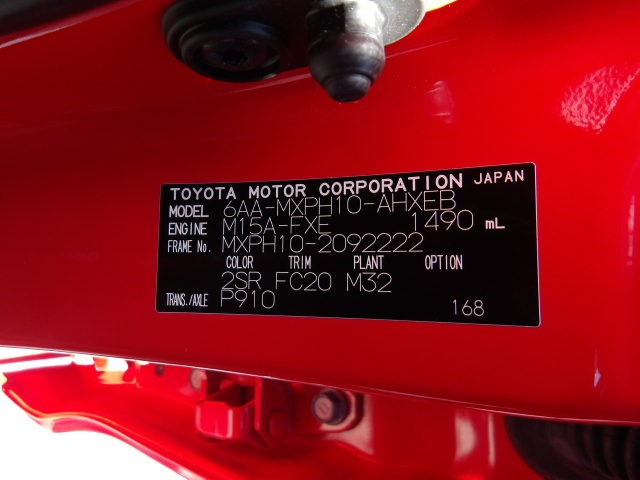 TOYOTA MOTOR CORPORATION JAPAN
MODEL 6AA-MXPH10-AHXEB
ENGINE M15A-FXE 1490 mL
FRAME No. MXPH10-2092222
COLOR TRIM PLANT OPTION
2SR FC20 M32
TRANS./AXLE P910 168